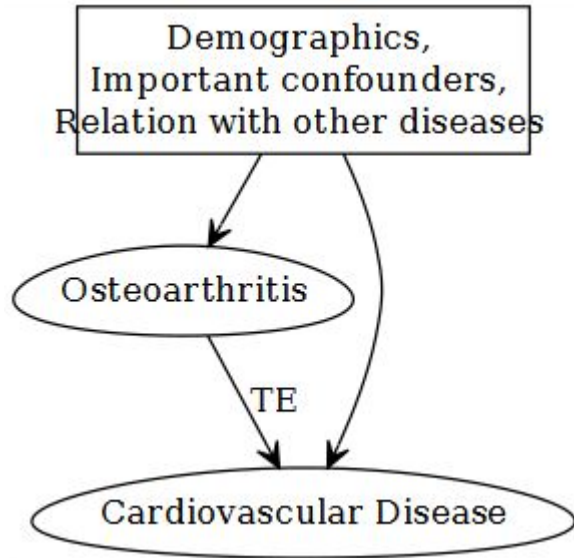 Demographics,
Important confounders,
Relation with other diseases
Osteoarthritis
TE
Cardiovascular Disease